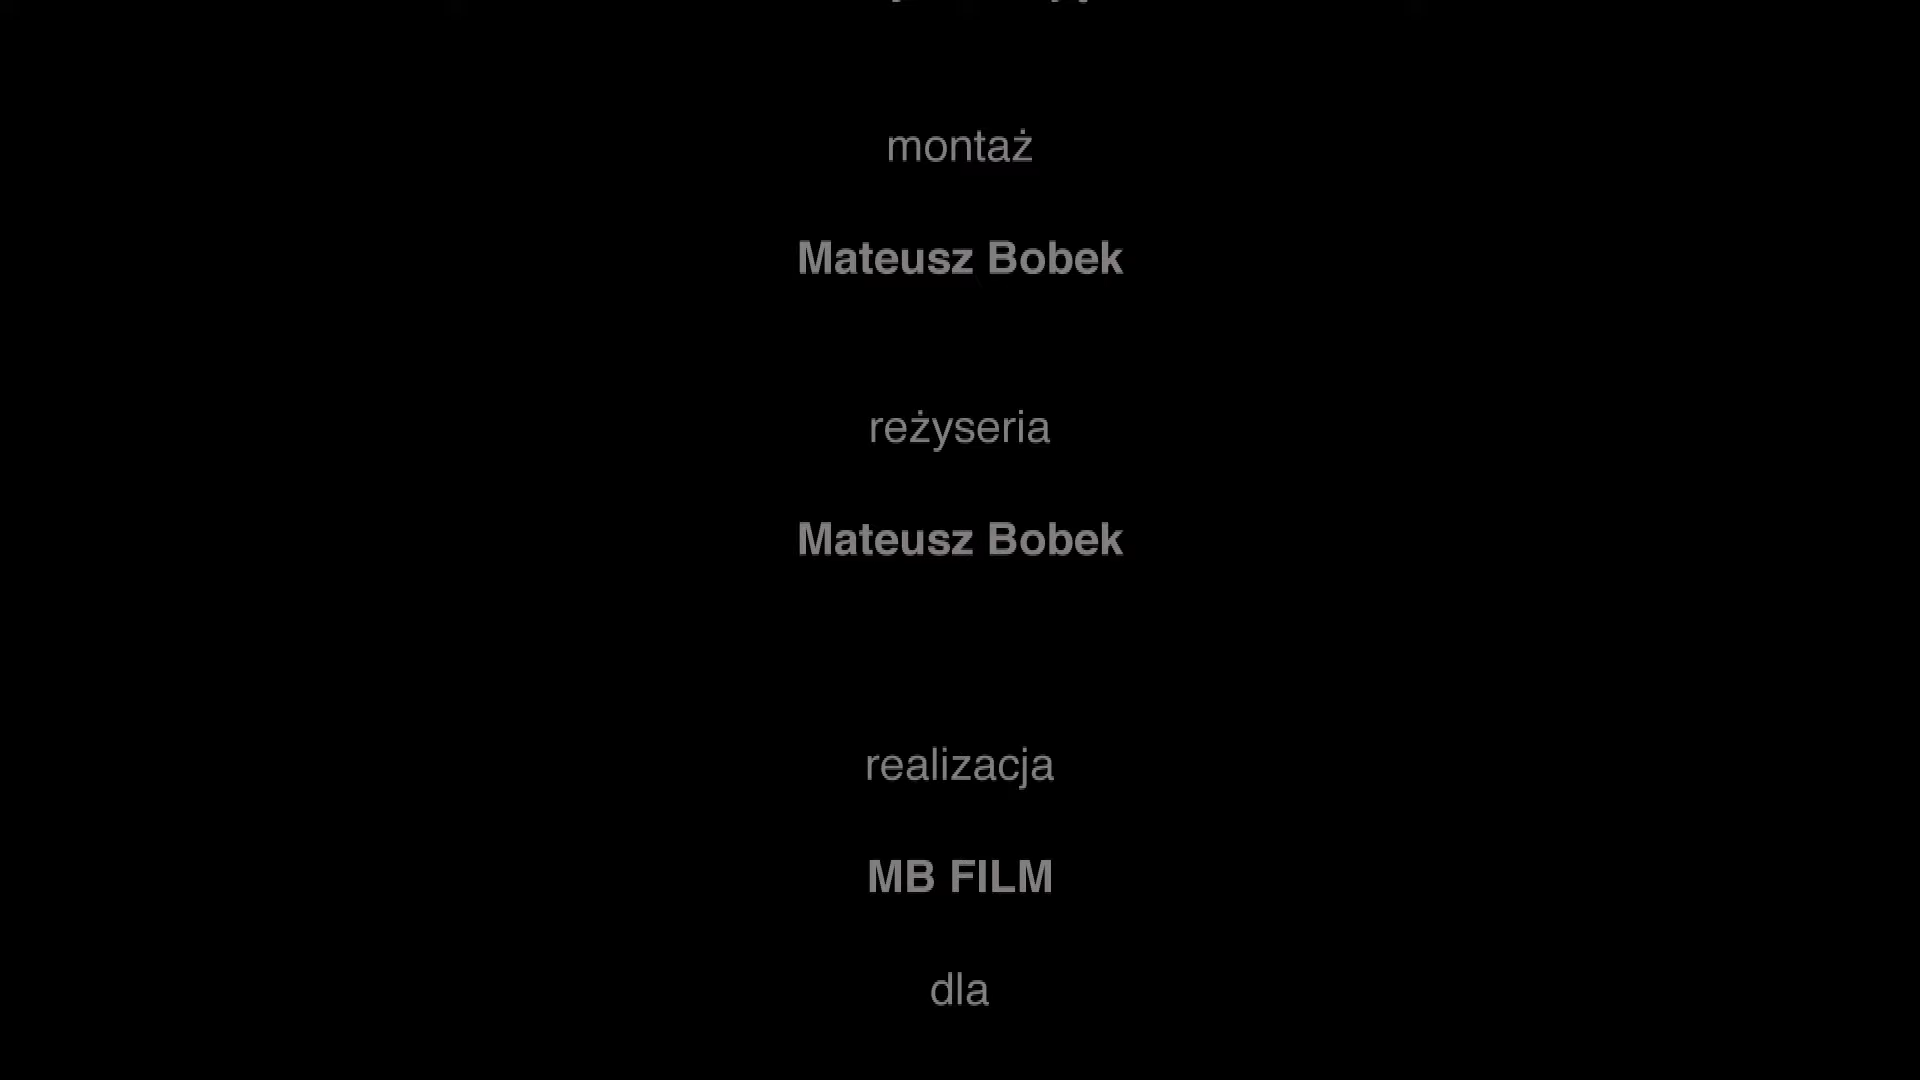 montaż
Mateusz Bobek
reżyseria
Mateusz Bobek
realizacja
MB FILM
dla